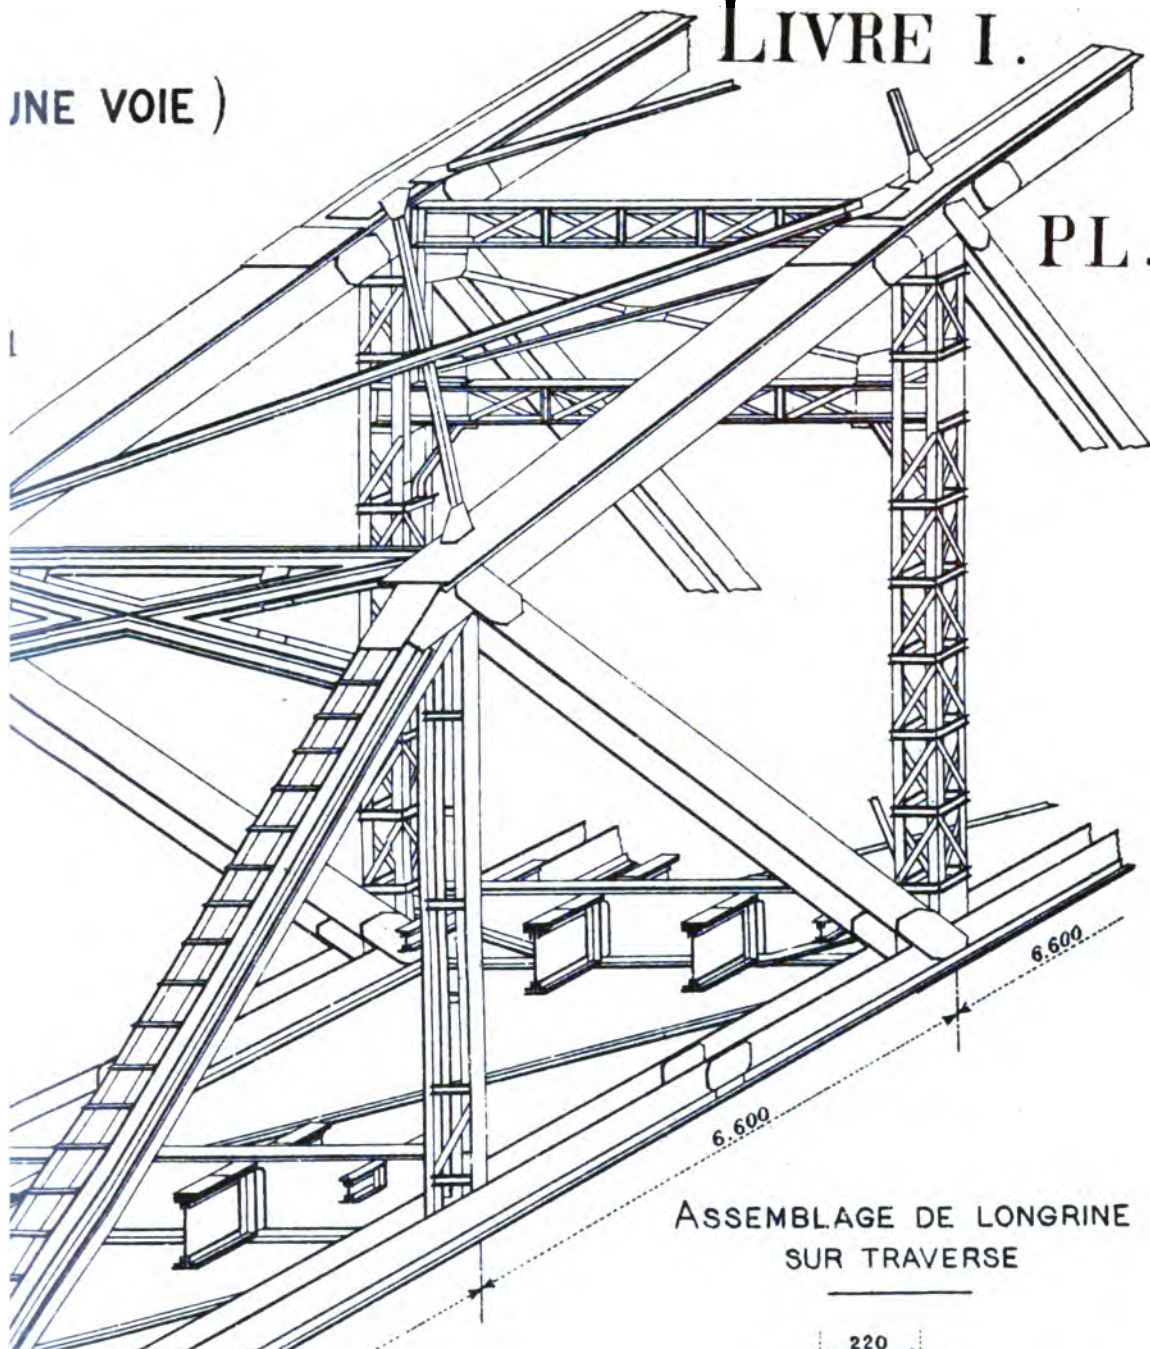 LIVRE I.
UNE VOIE )
PL.
6.600
6.600
ASSEMBLAGE DE LONGRINE
SUR TRAVERSE
220